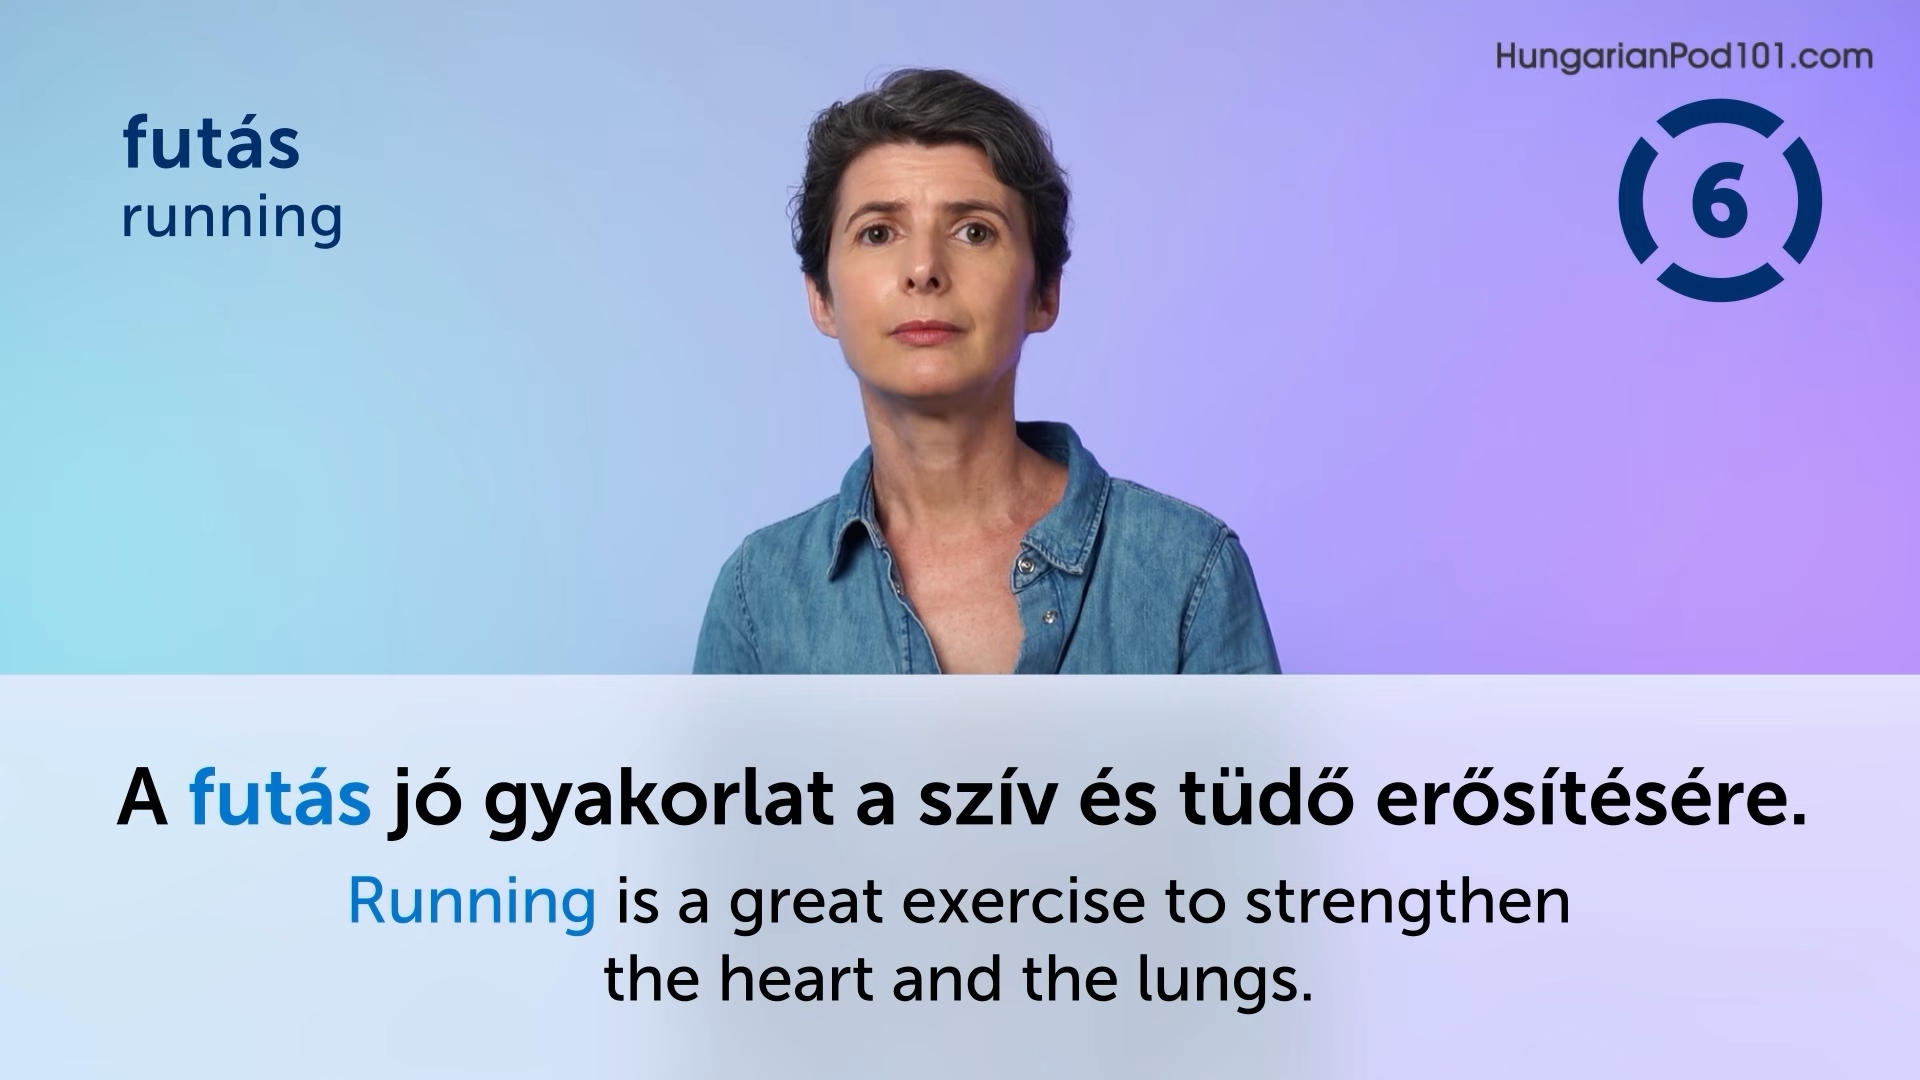 HungarianPod101.com
futás
running
6
A futás jó gyakorlat a szív és tüdő erősítésére.
Running is a great exercise to strengthen
the heart and the lungs.